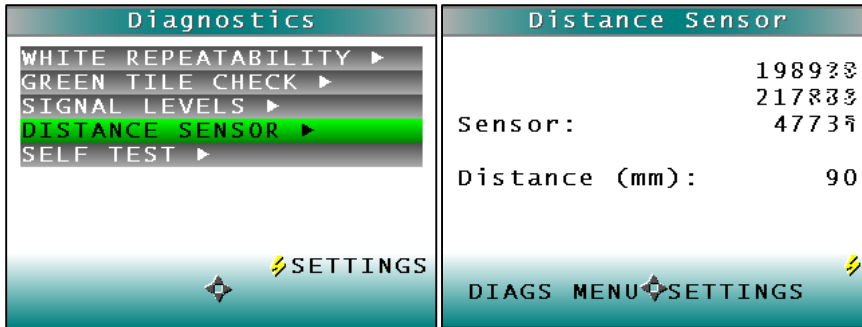 Diagnostics
WHITE REPEATABILITY ▶
GREEN TILE CHECK ▶
SIGNAL LEVELS ▶
DISTANCE SENSOR ▶
SELF TEST ▶
SETTINGS
Distance Sensor
Sensor:
Distance (mm): 90
DIAGS MENU SETTINGS